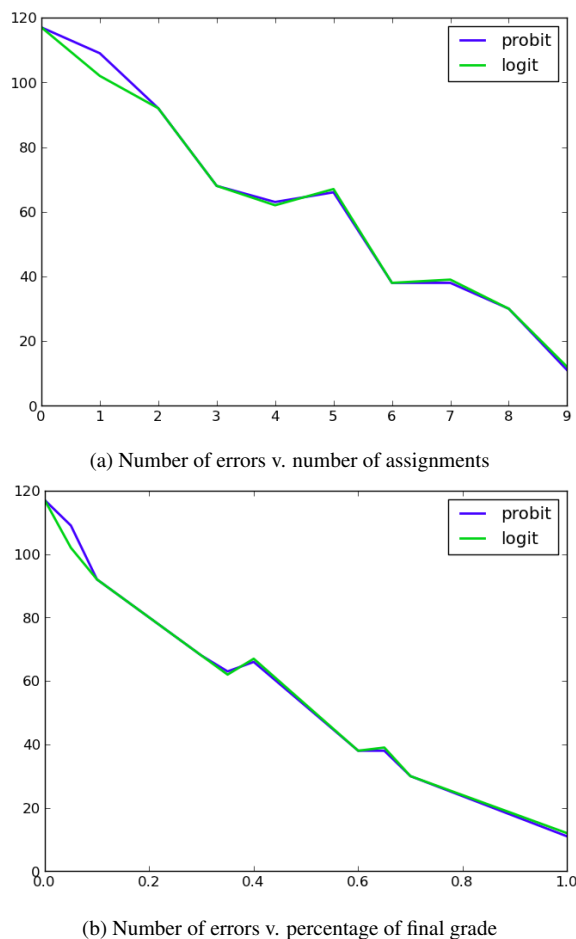 120
100
80
60
40
20
0
probit
logit
0 1 2 3 4 5 6 7 8 9
(a) Number of errors v. number of assignments
120
100
80
60
40
20
0
probit
logit
0.0 0.2 0.4 0.6 0.8 1.0
(b) Number of errors v. percentage of final grade